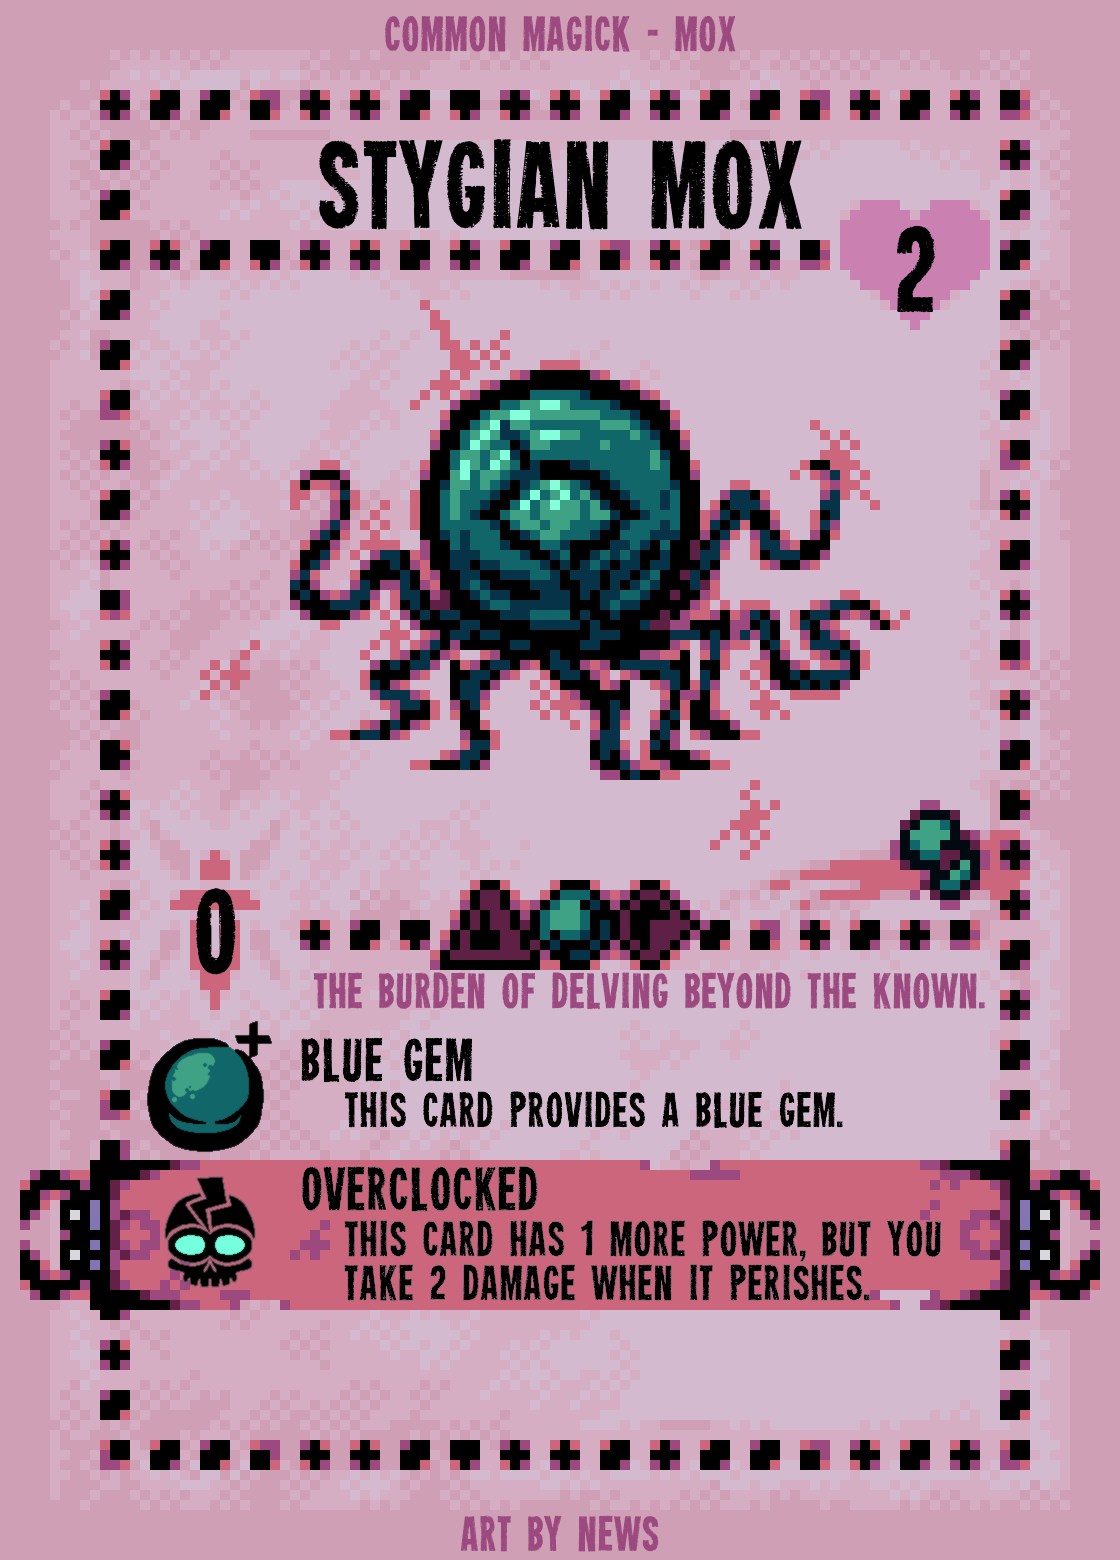 COMMON MAGICK - MOX
STYGIAN MOX
2
0
THE BURDEN OF DELVING BEYOND THE KNOWN.
BLUE GEM
THIS CARD PROVIDES A BLUE GEM.
OVERCLOCKED
THIS CARD HAS 1 MORE POWER, BUT YOU
TAKE 2 DAMAGE WHEN IT PERISHES.
ART BY NEWS